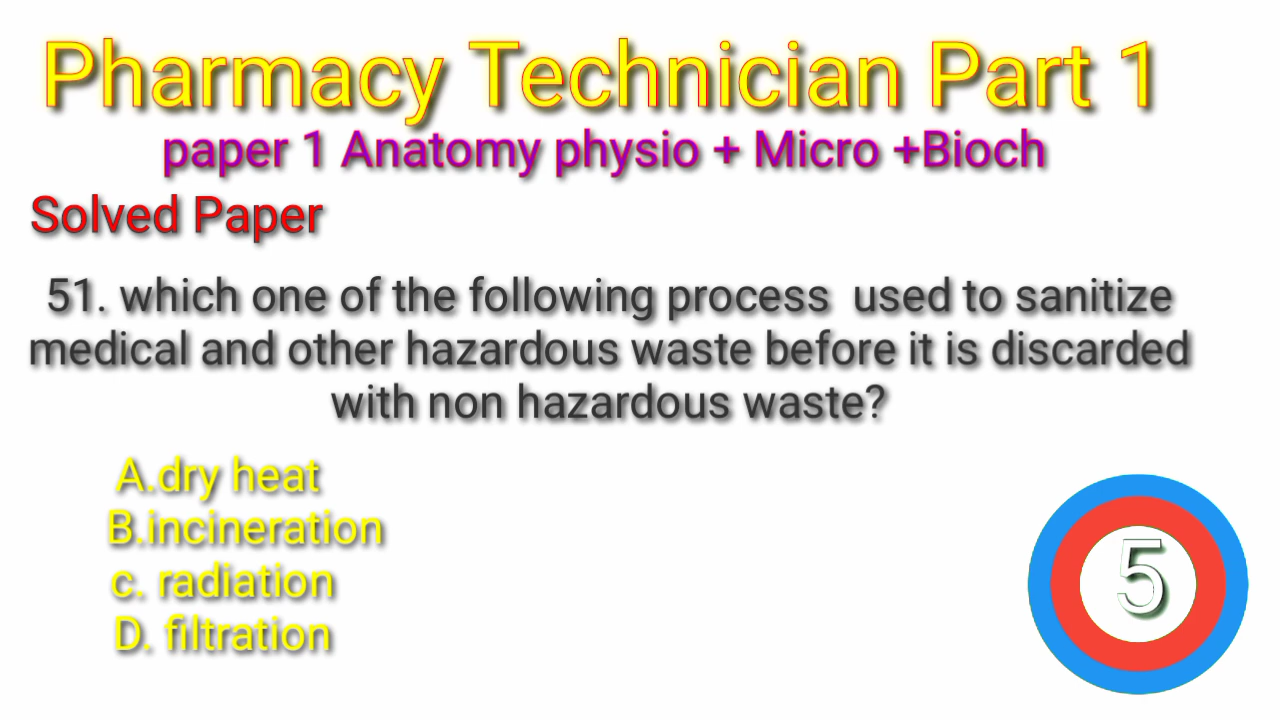 Pharmacy Technician Part 1
paper 1 Anatomy physio + Micro +Bioch
Solved Paper
51. which one of the following process used to sanitize
medical and other hazardous waste before it is discarded
with non hazardous waste?
A.dry heat
B.incineration
c. radiation
D. filtration
5